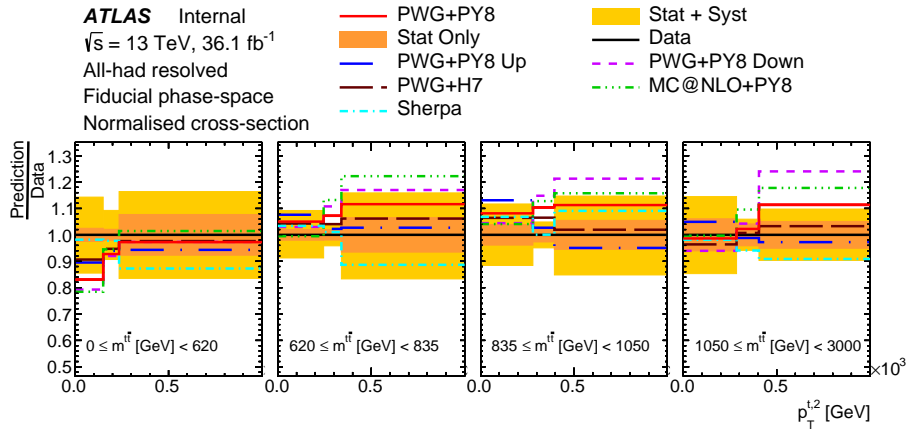 ATLAS Internal
√s = 13 TeV, 36.1 fb⁻¹
All-had resolved
Fiducial phase-space
Normalised cross-section
PWG+PY8
Stat Only
PWG+PY8 Up
PWG+H7
Sherpa
Stat + Syst
Data
PWG+PY8 Down
MC@NLO+PY8
Prediction
Data
1.3
1.2
1.1
1.0
0.9
0.8
0.7
0.6
0.5
0 ≤ m^{tt̄} [GeV] < 620
620 ≤ m^{tt̄} [GeV] < 835
835 ≤ m^{tt̄} [GeV] < 1050
1050 ≤ m^{tt̄} [GeV] < 3000
0.0 0.5 0.0 0.5 0.0 0.5 0.0 0.5
×10³
p_T^{t,2} [GeV]